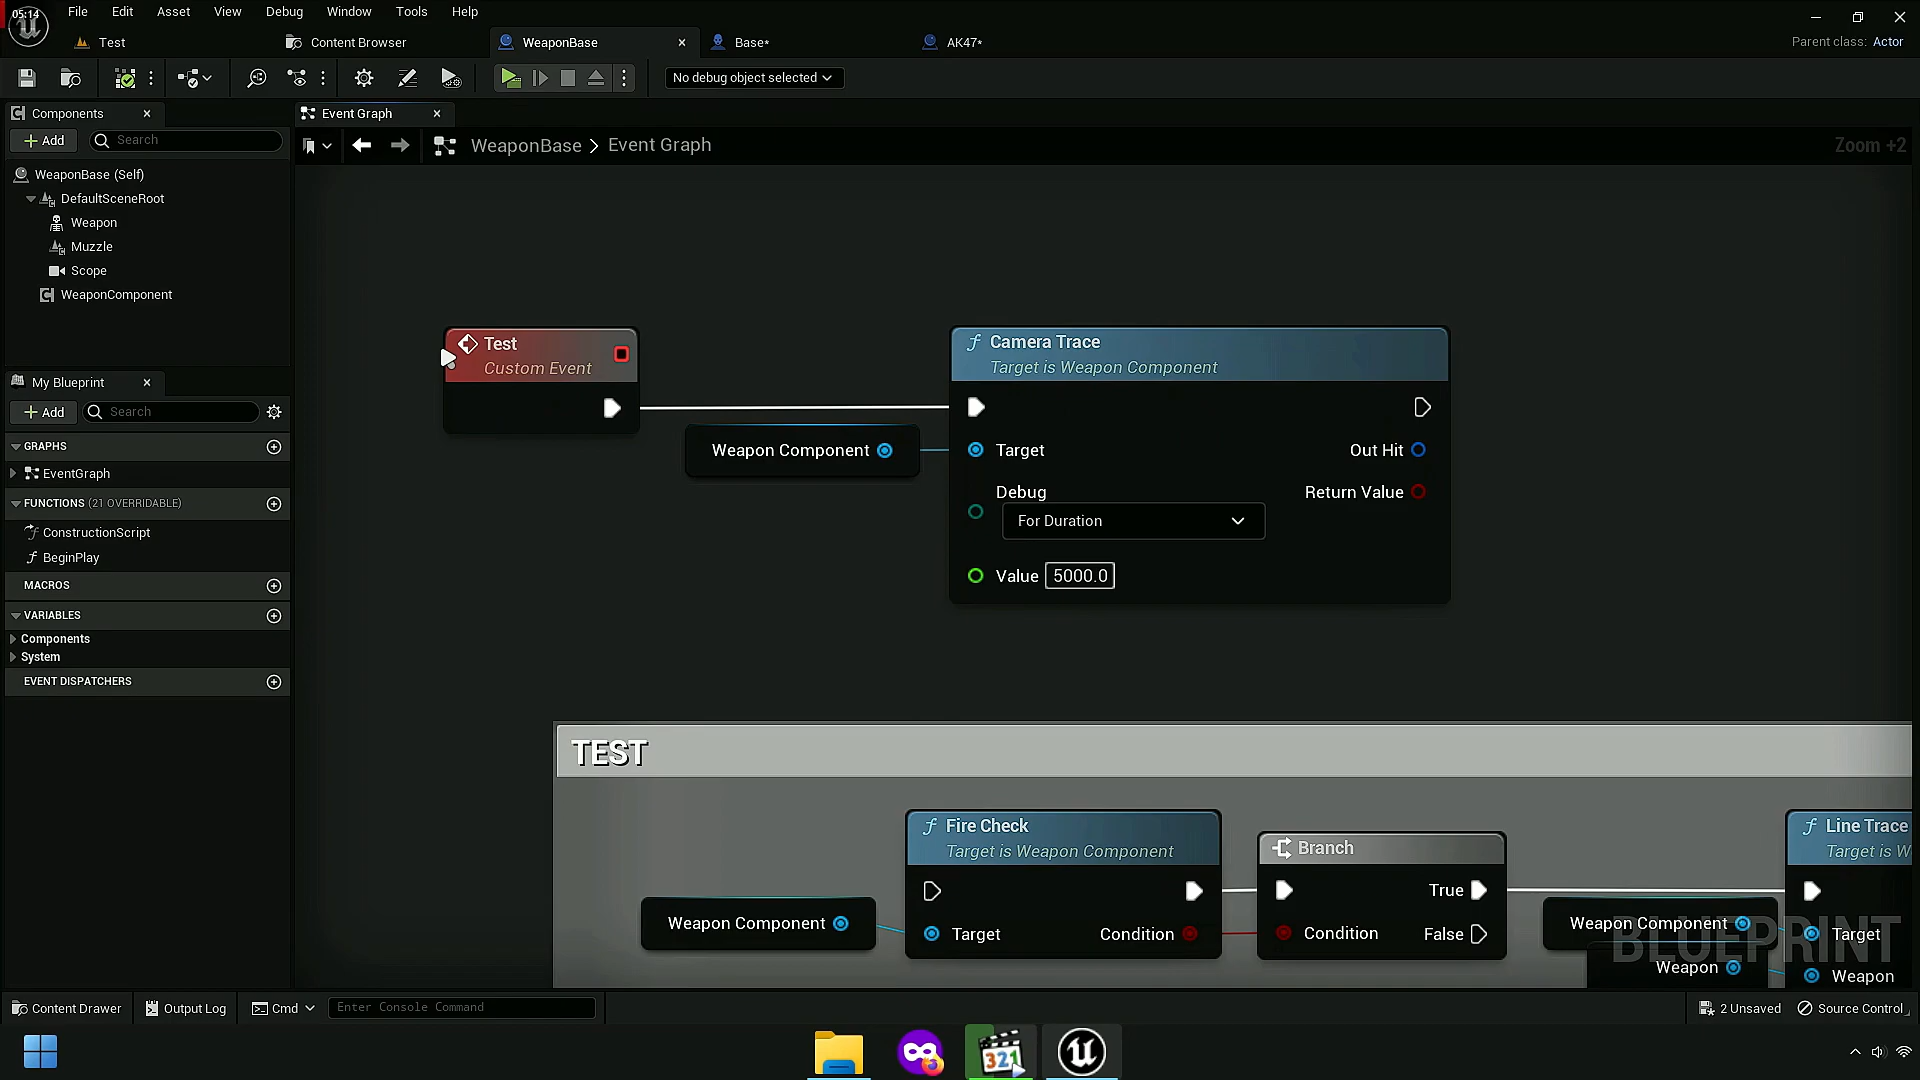 05:14
File Edit Asset View Debug Window Tools Help
Test
Content Browser
WeaponBase
Base*
AK47*
Parent class: Actor
No debug object selected
Components
Add
Search
WeaponBase (Self)
DefaultSceneRoot
Weapon
Muzzle
Scope
WeaponComponent
My Blueprint
Add
Search
GRAPHS
EventGraph
FUNCTIONS (21 OVERRIDABLE)
ConstructionScript
BeginPlay
MACROS
VARIABLES
Components
System
EVENT DISPATCHERS
Event Graph
WeaponBase > Event Graph
Zoom +2
Test
Custom Event
Weapon Component
Camera Trace
Target is Weapon Component
Target
Out Hit
Debug
Return Value
For Duration
Value 5000.0
TEST
Fire Check
Target is Weapon Component
Weapon Component
Target
Condition
Branch
True
Condition
False
Line Trace
Target is W
Weapon Component
Target
Weapon
Weapon
BLUEPRINT
Content Drawer
Output Log
Cmd
Enter Console Command
2 Unsaved
Source Control
321